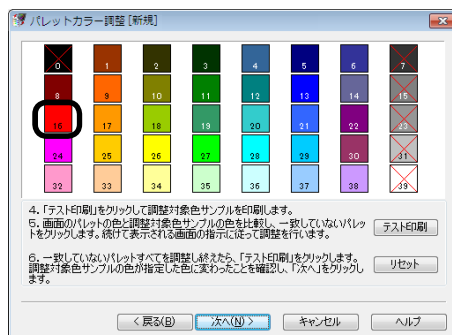 パレットカラー調整 [新規]
0 1 2 3 4 5 6 7
8 9 10 11 12 13 14 15
16 17 18 19 20 21 22 23
24 25 26 27 28 29 30 31
32 33 34 35 36 37 38 39
4. 「テスト印刷」をクリックして調整対象色サンプルを印刷します。
5. 画面のパレットの色と調整対象色サンプルの色を比較し、一致していないパレッ
トをクリックします。続けて表示される画面の指示に従って調整を行います。
テスト印刷
6. 一致していないパレットすべてを調整し終えたら、「テスト印刷」をクリックします。
調整対象色サンプルの色が指定した色に変わったことを確認し、「次へ」をクリックし
ます。
リセット
< 戻る(B) 次へ(N) > キャンセル ヘルプ